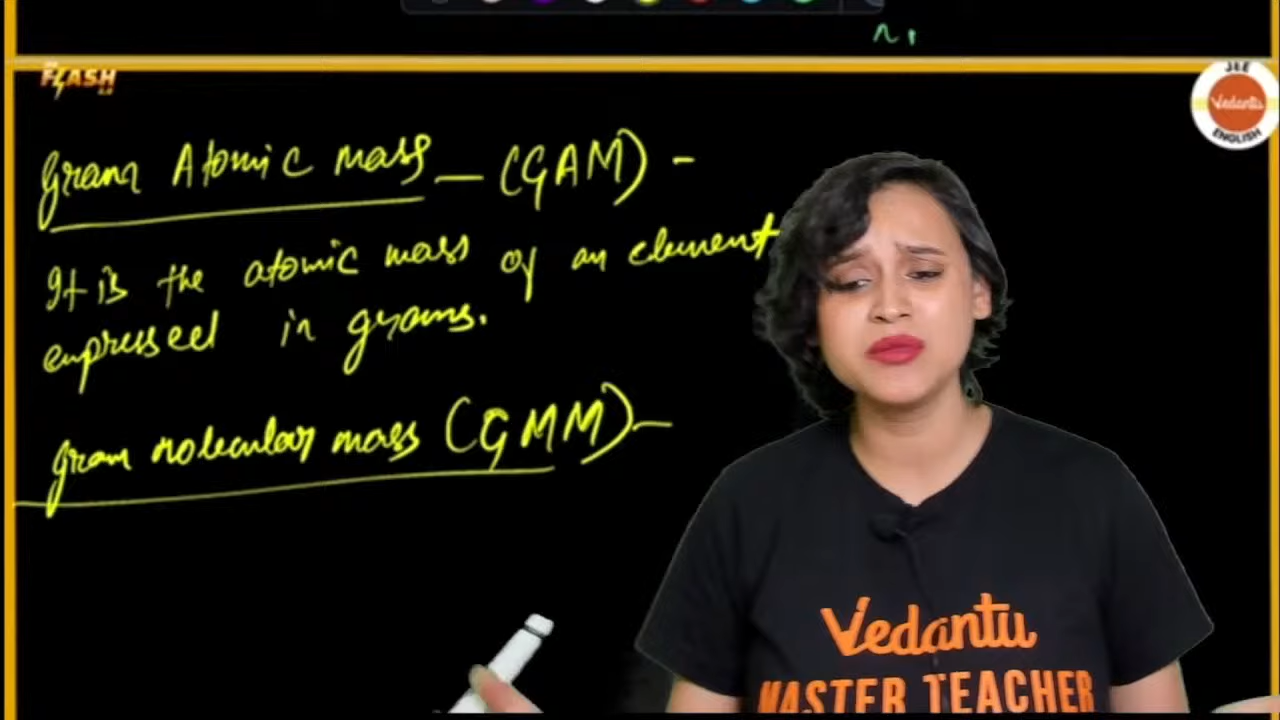 FLASH
JEE
Vedantu
ENGLISH
Gram Atomic mass - (GAM) -
It is the atomic mass of an element
expressed in grams.
Gram molecular mass (GMM) -
Vedantu
MASTER TEACHER